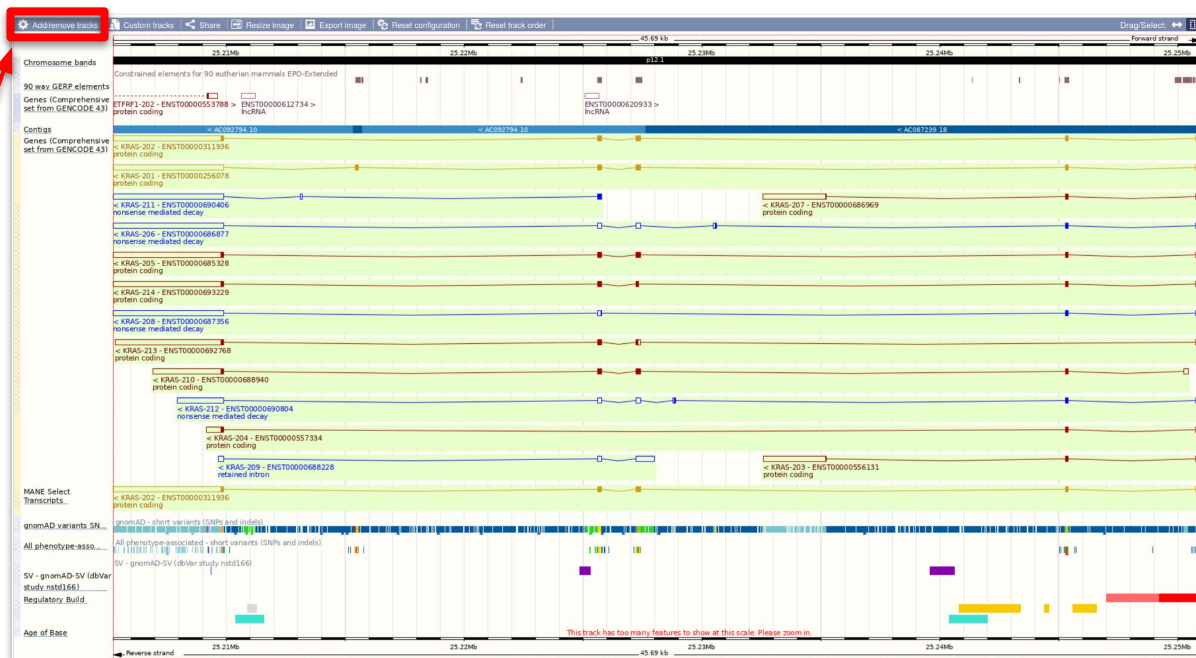 Add/remove tracks Custom tracks Share Resize image Export image Reset configuration Reset track order Drag/Select:
45.69 kb Forward strand
25.21Mb 25.22Mb 25.23Mb 25.24Mb 25.25Mb
Chromosome bands p12.1
Constrained elements for 90 eutherian mammals EPO-Extended
90 way GERP elements
Genes (Comprehensive set from GENCODE 43)
ETFRF1-202 - ENST00000553788 > ENST00000612734 > ENST00000620933 >
protein coding lncRNA lncRNA
Contigs < AC092794.10 < AC092794.10 < AC087239.18
Genes (Comprehensive set from GENCODE 43)
< KRAS-202 - ENST00000311936
protein coding
< KRAS-201 - ENST00000256078
protein coding
< KRAS-211 - ENST00000690406 < KRAS-207 - ENST00000686969
nonsense mediated decay protein coding
< KRAS-206 - ENST00000686877
nonsense mediated decay
< KRAS-205 - ENST00000685328
protein coding
< KRAS-214 - ENST00000693229
protein coding
< KRAS-208 - ENST00000687356
nonsense mediated decay
< KRAS-213 - ENST00000692768
protein coding
< KRAS-210 - ENST00000688940
protein coding
< KRAS-212 - ENST00000690804
nonsense mediated decay
< KRAS-204 - ENST00000557334
protein coding
< KRAS-209 - ENST00000688228 < KRAS-203 - ENST00000556131
retained intron protein coding
MANE Select Transcripts
< KRAS-202 - ENST00000311936
protein coding
gnomAD variants SN... gnomAD - short variants (SNPs and indels)
All phenotype-asso... All phenotype-associated - short variants (SNPs and indels)
SV - gnomAD-SV (dbVar study nstd166)
SV - gnomAD-SV (dbVar study nstd166)
Regulatory Build
Age of Base This track has too many features to show at this scale. Please zoom in.
25.21Mb 25.22Mb 25.23Mb 25.24Mb 25.25Mb
Reverse strand 45.69 kb